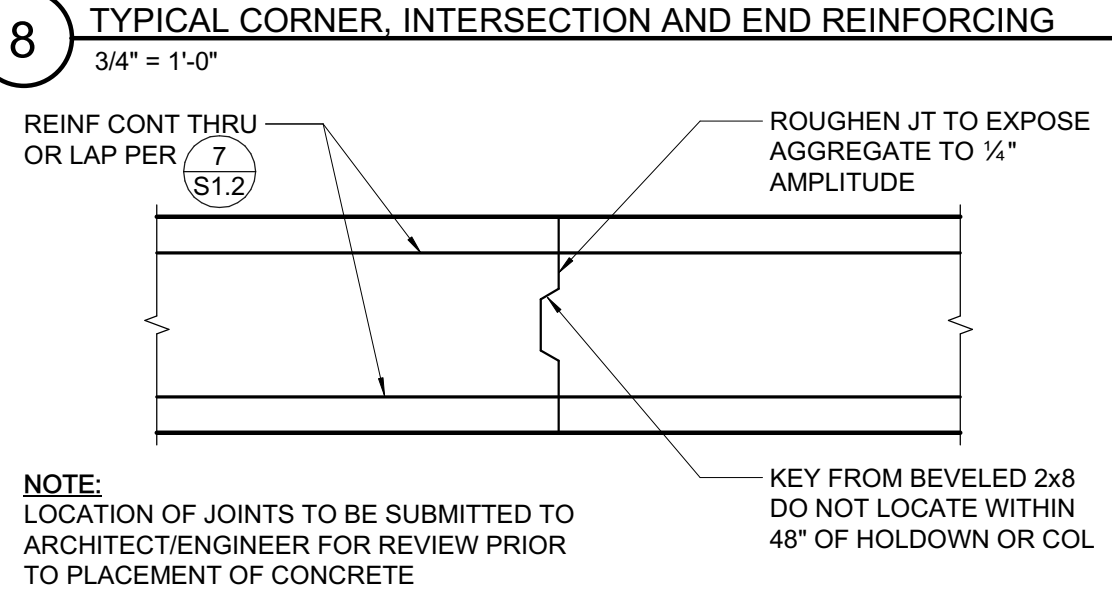 8
TYPICAL CORNER, INTERSECTION AND END REINFORCING
3/4" = 1'-0"
REINF CONT THRU
OR LAP PER
7
S1.2
ROUGHEN JT TO EXPOSE
AGGREGATE TO ¼"
AMPLITUDE
KEY FROM BEVELED 2x8
DO NOT LOCATE WITHIN
48" OF HOLDOWN OR COL
NOTE:
LOCATION OF JOINTS TO BE SUBMITTED TO
ARCHITECT/ENGINEER FOR REVIEW PRIOR
TO PLACEMENT OF CONCRETE